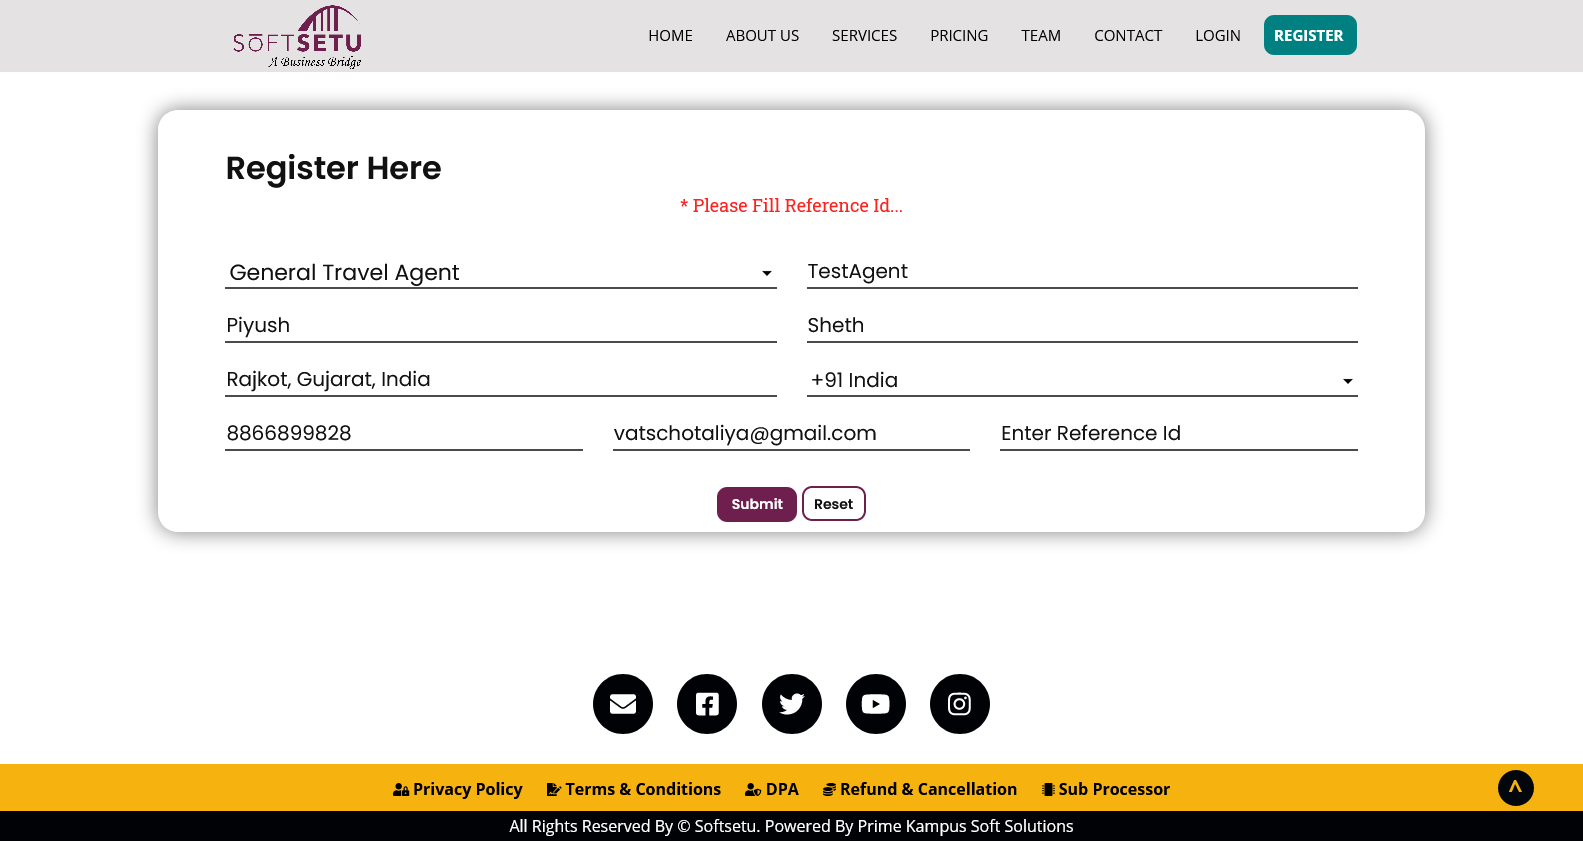 SOFTSETU
A Business Bridge
HOME ABOUT US SERVICES PRICING TEAM CONTACT LOGIN REGISTER
Register Here
* Please Fill Reference Id...
General Travel Agent TestAgent
Piyush Sheth
Rajkot, Gujarat, India +91 India
8866899828 vatschotaliya@gmail.com Enter Reference Id
Submit Reset
Privacy Policy Terms & Conditions DPA Refund & Cancellation Sub Processor ^
All Rights Reserved By © Softsetu. Powered By Prime Kampus Soft Solutions